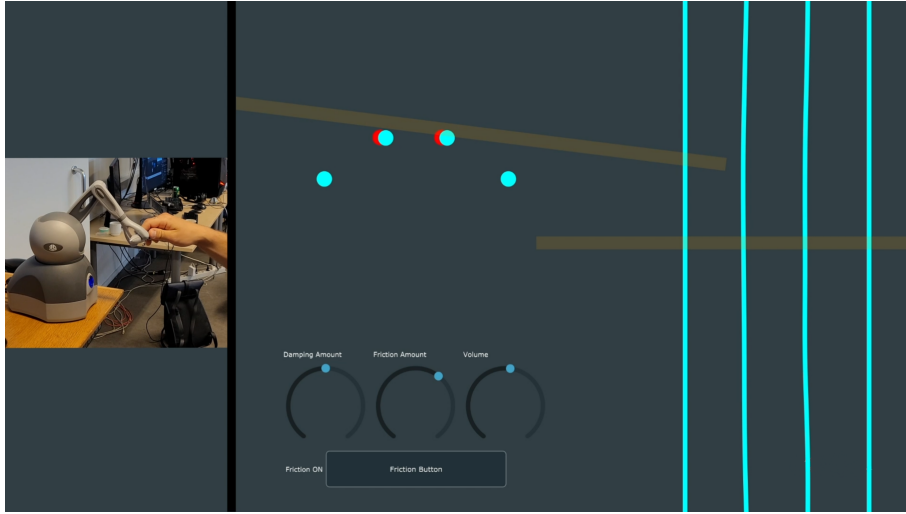 Damping Amount
Friction Amount
Volume
Friction ON
Friction Button